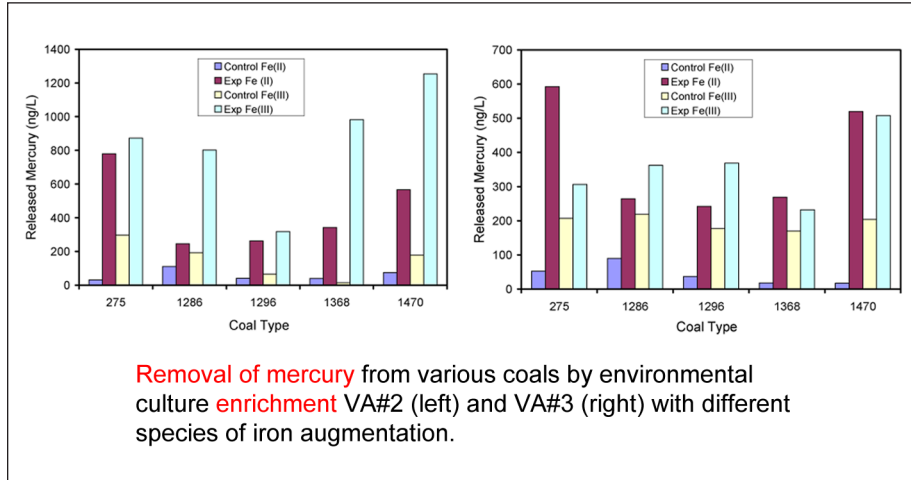 1400
1200
1000
800
600
400
200
0
Released Mercury (ng/L)
Control Fe(II)
Exp Fe (II)
Control Fe(III)
Exp Fe(III)
275 1286 1296 1368 1470
Coal Type
700
600
500
400
300
200
100
0
Released Mercury (ng/L)
Control Fe(II)
Exp Fe (II)
Control Fe(III)
Exp Fe(III)
275 1286 1296 1368 1470
Coal Type
Removal of mercury from various coals by environmental
culture enrichment VA#2 (left) and VA#3 (right) with different
species of iron augmentation.